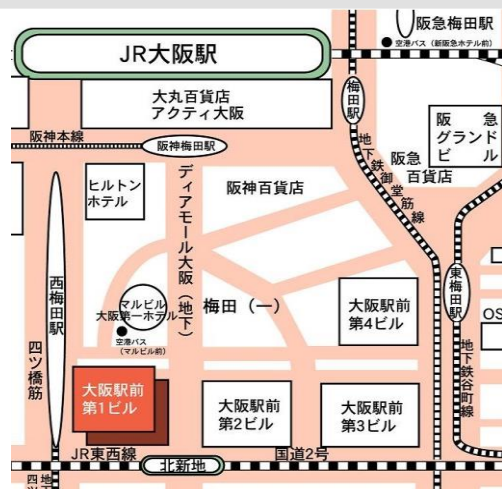 阪急梅田駅
空港バス（新阪急ホテル前）
JR大阪駅
大丸百貨店
アクティ大阪
梅田駅
阪急
グランド
ビル
阪神本線
阪神梅田駅
地下鉄御堂筋線
阪急
百貨店
ヒルトン
ホテル
ディアモール大阪（地下）
阪神百貨店
西梅田駅
マルビル
大阪第一ホテル
空港バス
（マルビル前）
梅田（一）
大阪駅前
第4ビル
東梅田駅
OS
地下鉄谷町線
四ツ橋筋
大阪駅前
第1ビル
大阪駅前
第2ビル
大阪駅前
第3ビル
JR東西線
北新地
国道2号